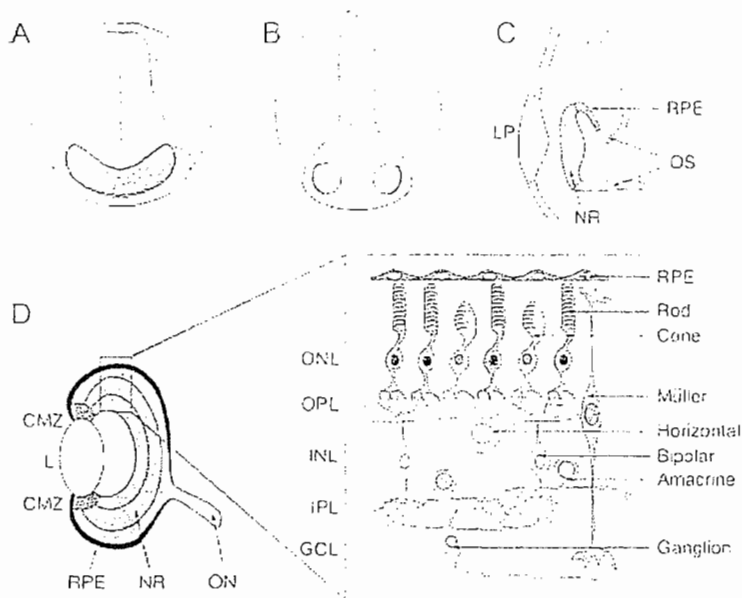 A
B
C
RPE
LP
OS
NR
D
CMZ
L
CMZ
RPE
NR
ON
ONL
OPL
INL
IPL
GCL
RPE
Rod
Cone
Müller
Horizontal
Bipolar
Amacrine
Ganglion